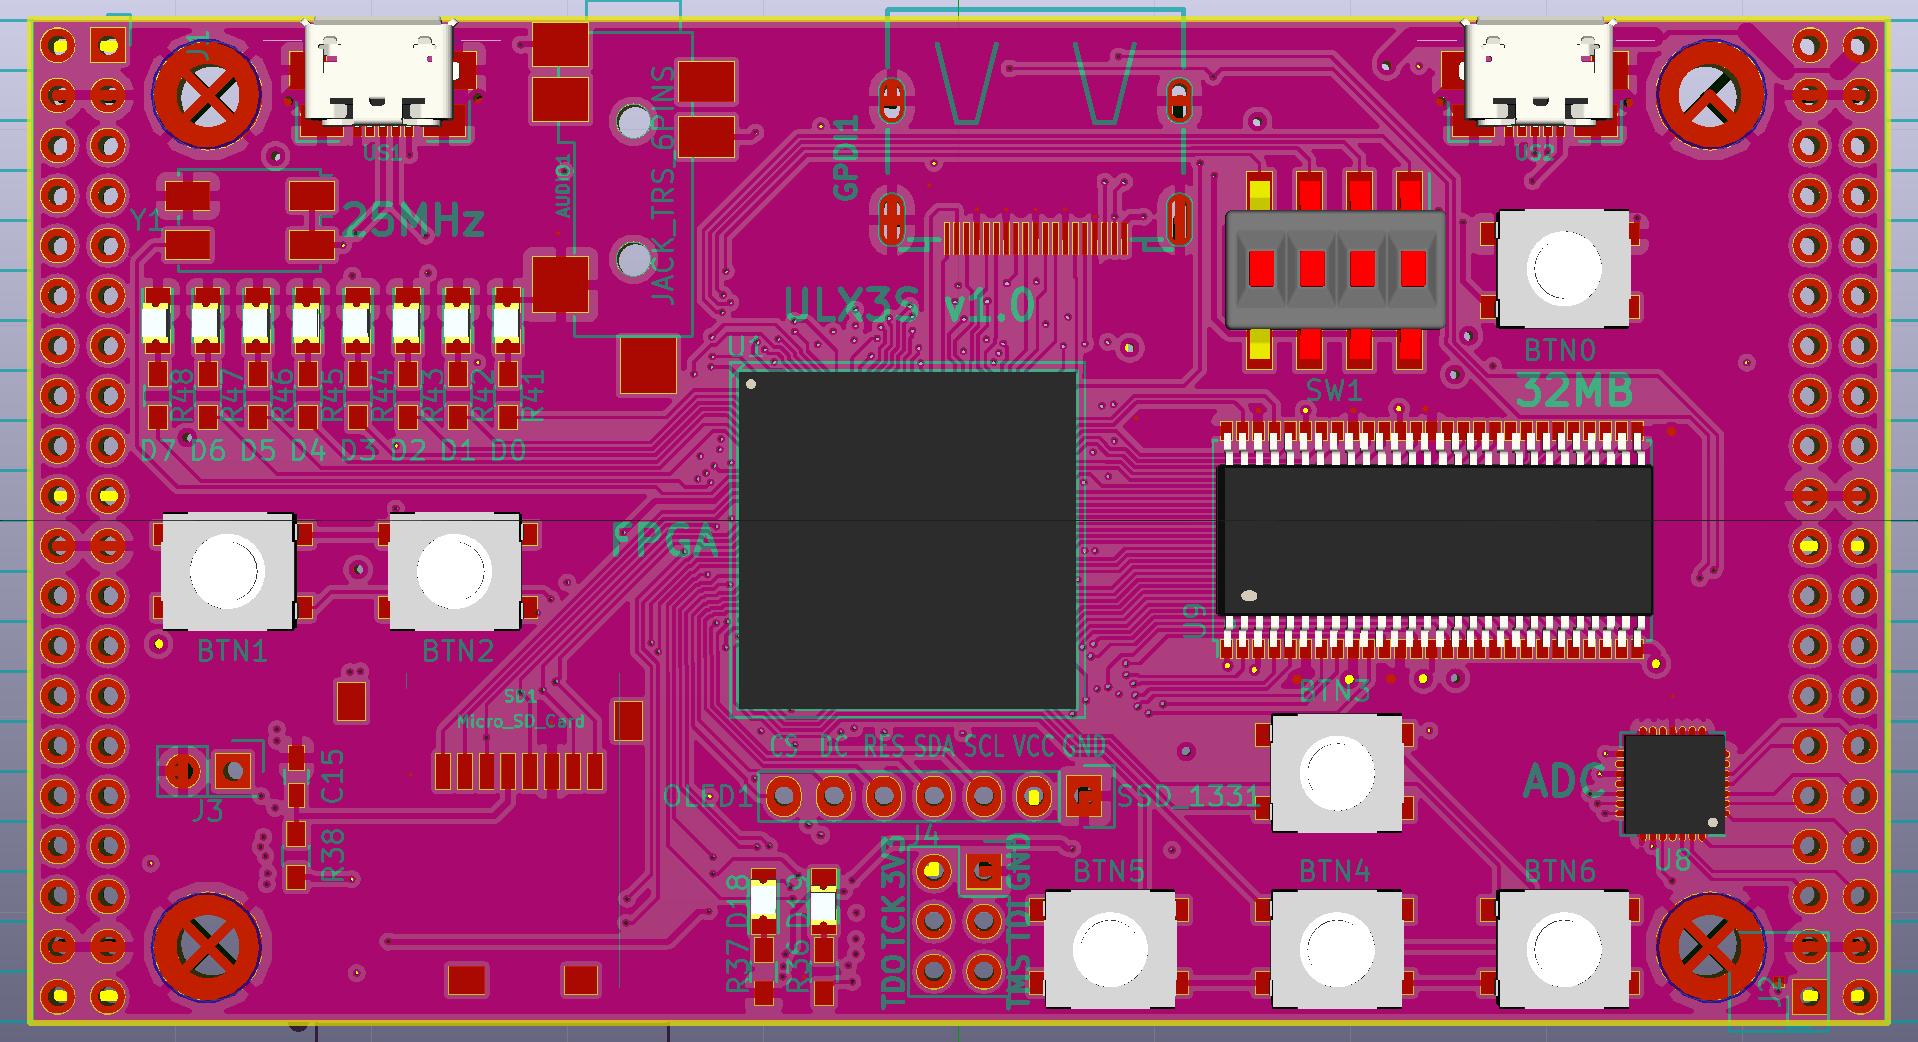 J1
US1
AUDIO1
JACK_TRS_6PINS
GPDI1
US2
Y1
25MHz
ULX3S v1.0
U1
BTN0
SW1
32MB
R48
R47
R46
R45
R44
R43
R42
R41
D7 D6 D5 D4 D3 D2 D1 D0
FPGA
U9
BTN1
BTN2
BTN3
SD1
Micro_SD_Card
CS DC RES SDA SCL VCC GND
OLED1
SSD_1331
ADC
U8
J3
C15
R38
J4
D18
D19
R37
R36
TDO TCK 3V3
TMS TDI GND
BTN5
BTN4
BTN6
J2